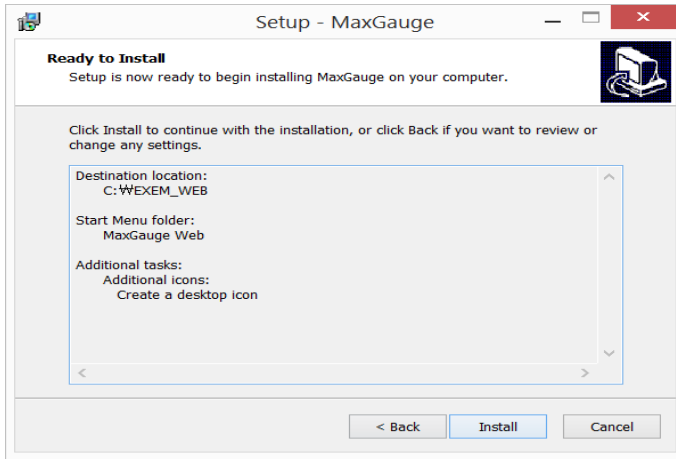 Setup - MaxGauge
Ready to Install
Setup is now ready to begin installing MaxGauge on your computer.
Click Install to continue with the installation, or click Back if you want to review or
change any settings.
Destination location:
C:₩EXEM_WEB
Start Menu folder:
MaxGauge Web
Additional tasks:
Additional icons:
Create a desktop icon
< Back
Install
Cancel